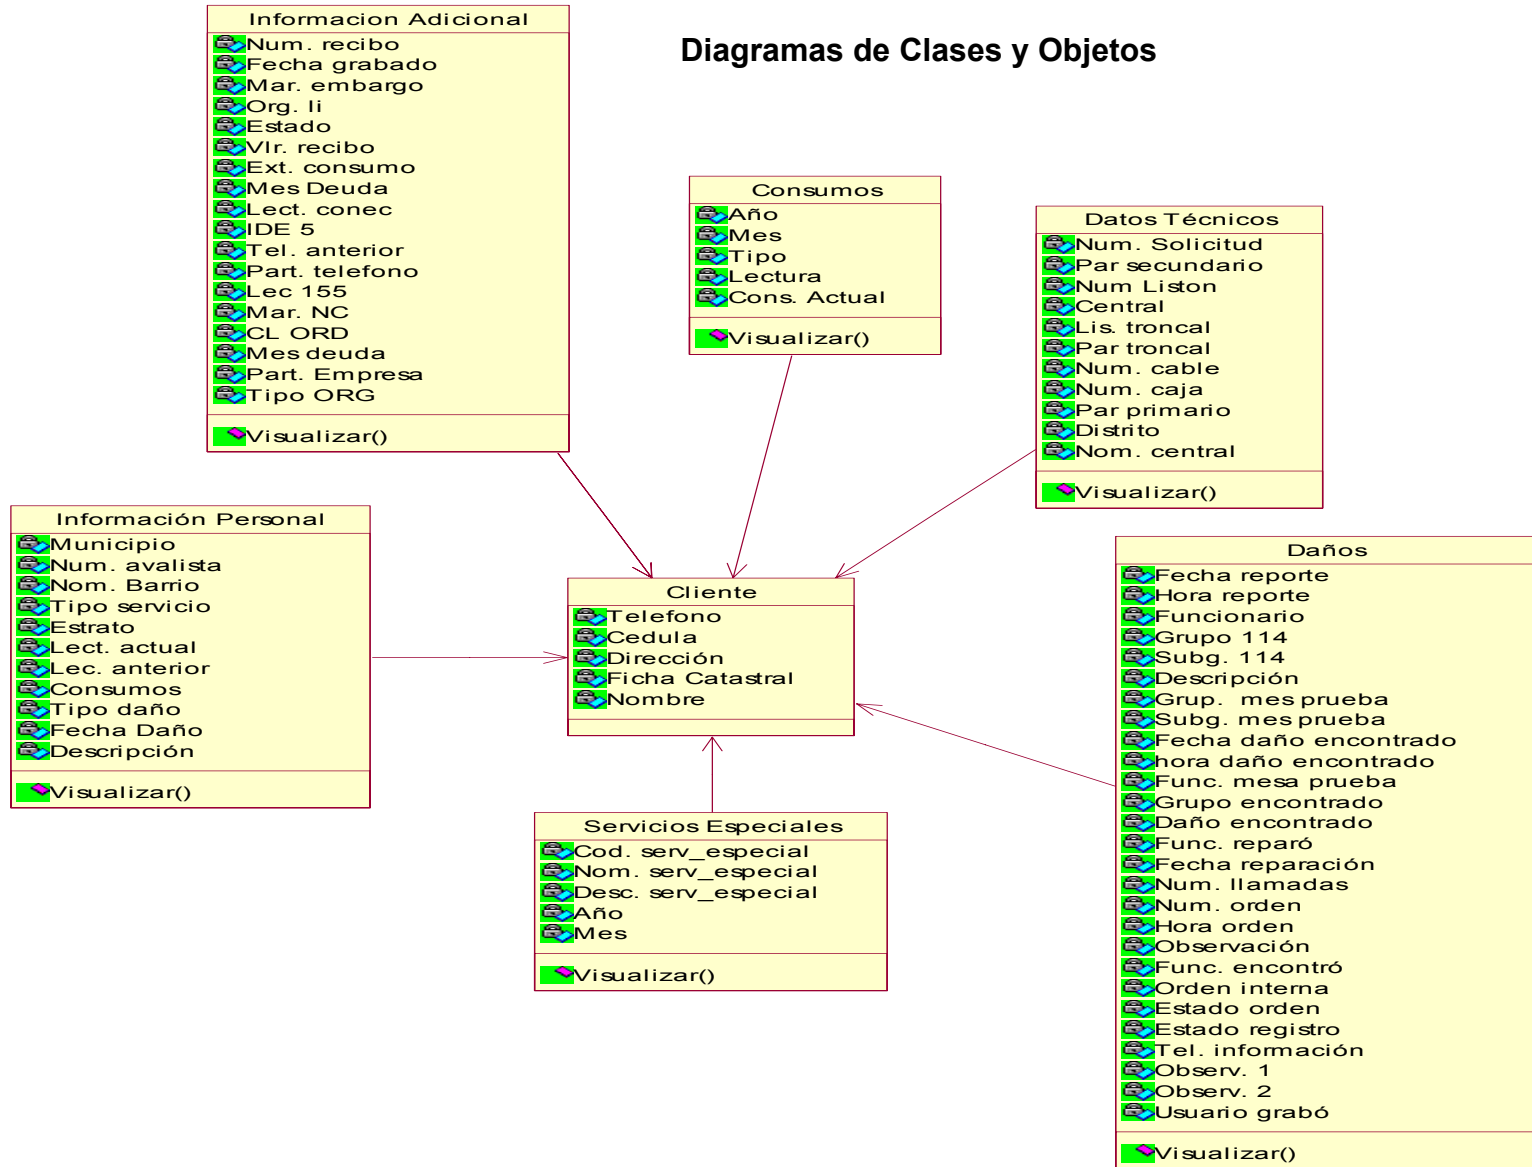 Diagramas de Clases y Objetos
Informacion Adicional
Num. recibo
Fecha grabado
Mar. embargo
Org. li
Estado
Vlr. recibo
Ext. consumo
Mes Deuda
Lect. conec
IDE 5
Tel. anterior
Part. telefono
Lec 155
Mar. NC
CL ORD
Mes deuda
Part. Empresa
Tipo ORG
Visualizar()
Consumos
Año
Mes
Tipo
Lectura
Cons. Actual
Visualizar()
Datos Técnicos
Num. Solicitud
Par secundario
Num Liston
Central
Lis. troncal
Par troncal
Num. cable
Num. caja
Par primario
Distrito
Nom. central
Visualizar()
Información Personal
Municipio
Num. avalista
Nom. Barrio
Tipo servicio
Estrato
Lect. actual
Lec. anterior
Consumos
Tipo daño
Fecha Daño
Descripción
Visualizar()
Cliente
Telefono
Cedula
Dirección
Ficha Catastral
Nombre
Daños
Fecha reporte
Hora reporte
Funcionario
Grupo 114
Subg. 114
Descripción
Grup. mes prueba
Subg. mes prueba
Fecha daño encontrado
hora daño encontrado
Func. mesa prueba
Grupo encontrado
Daño encontrado
Func. reparó
Fecha reparación
Num. llamadas
Num. orden
Hora orden
Observación
Func. encontró
Orden interna
Estado orden
Estado registro
Tel. información
Observ. 1
Observ. 2
Usuario grabó
Visualizar()
Servicios Especiales
Cod. serv_especial
Nom. serv_especial
Desc. serv_especial
Año
Mes
Visualizar()